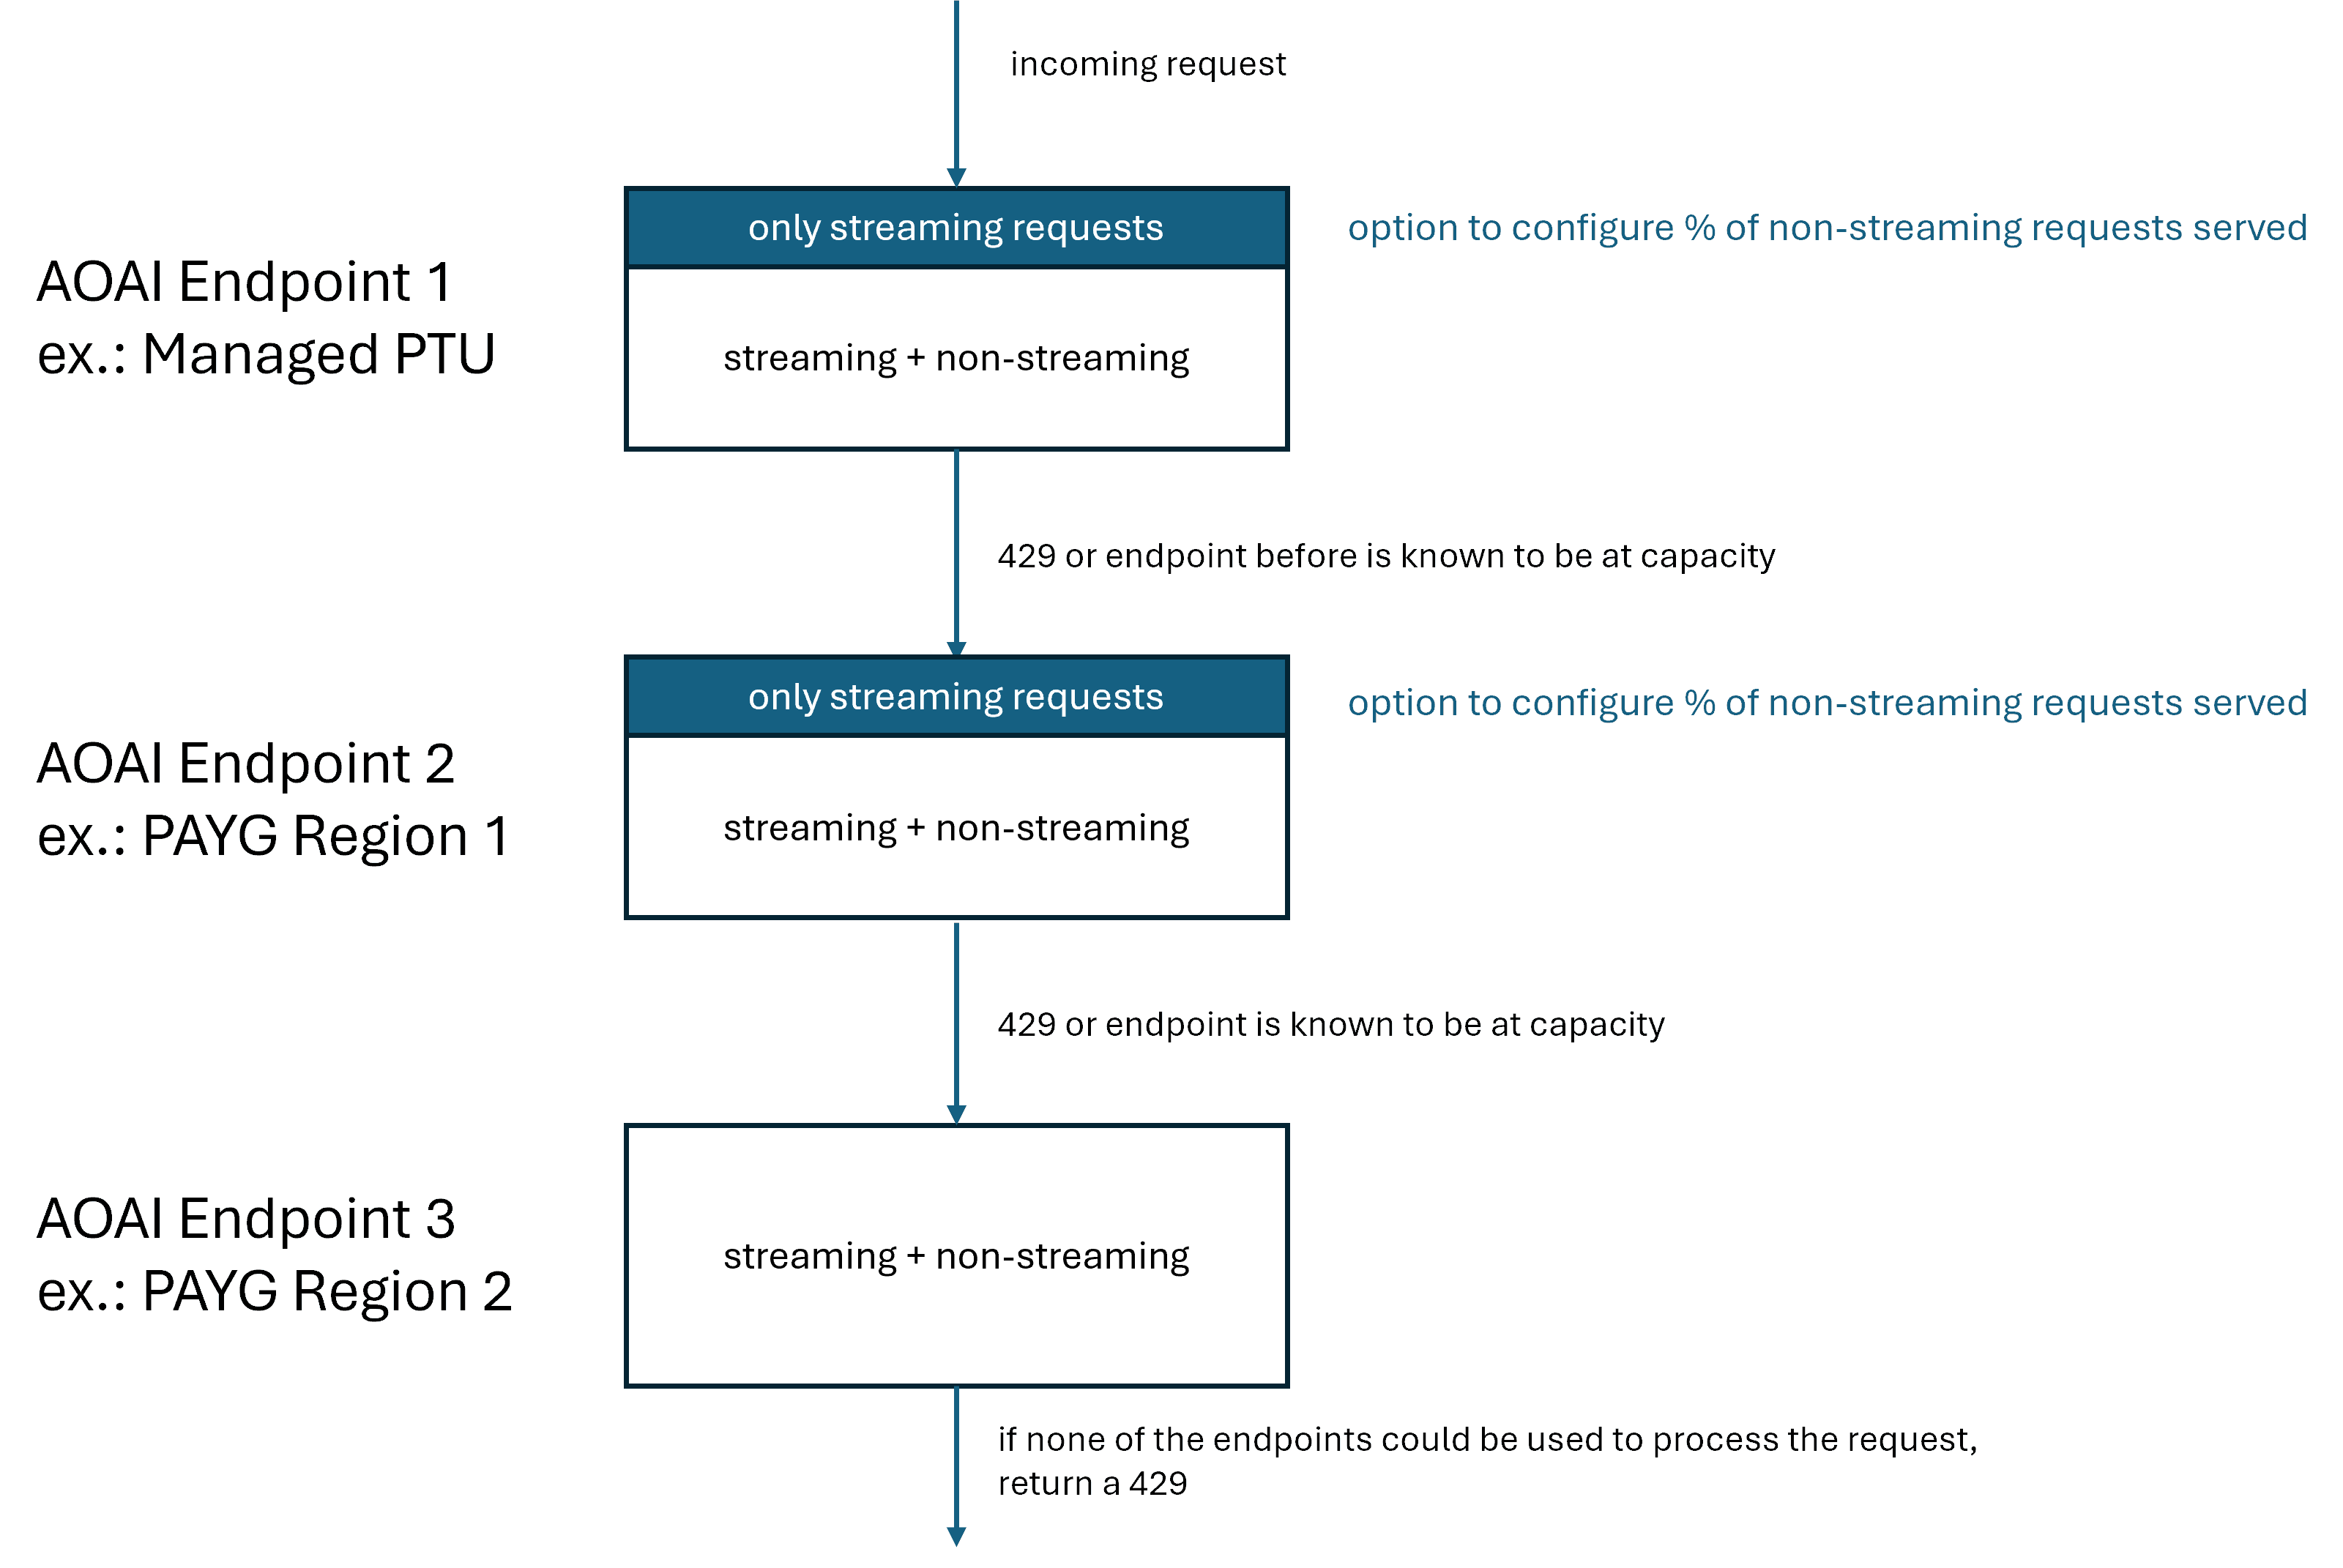 incoming request
only streaming requests
option to configure % of non-streaming requests served
AOAI Endpoint 1
ex.: Managed PTU
streaming + non-streaming
429 or endpoint before is known to be at capacity
only streaming requests
option to configure % of non-streaming requests served
AOAI Endpoint 2
ex.: PAYG Region 1
streaming + non-streaming
429 or endpoint is known to be at capacity
AOAI Endpoint 3
ex.: PAYG Region 2
streaming + non-streaming
if none of the endpoints could be used to process the request,
return a 429